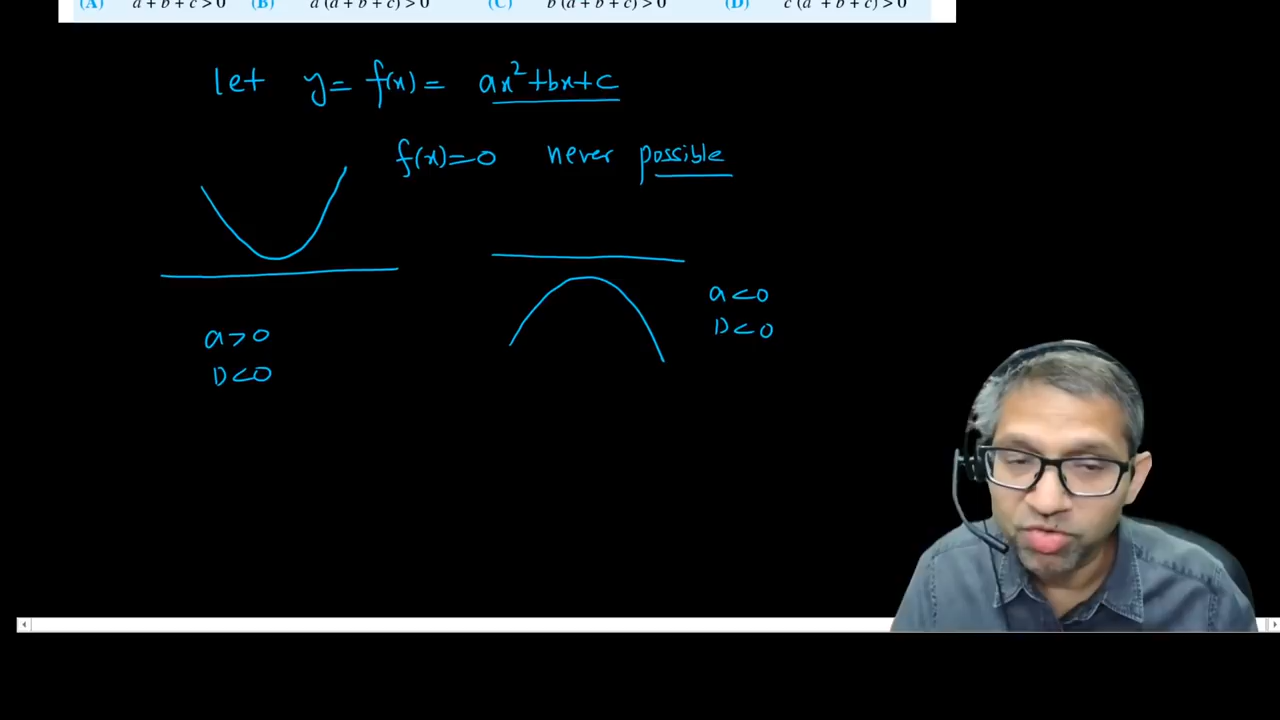 (A) a + b + c > 0 (B) a (a + b + c) > 0 (C) b (a + b + c) > 0 (D) c (a + b + c) > 0
let y = f(x) = ax²+bx+c
f(x)=0 never possible
a<0
D<0
a>0
D<0